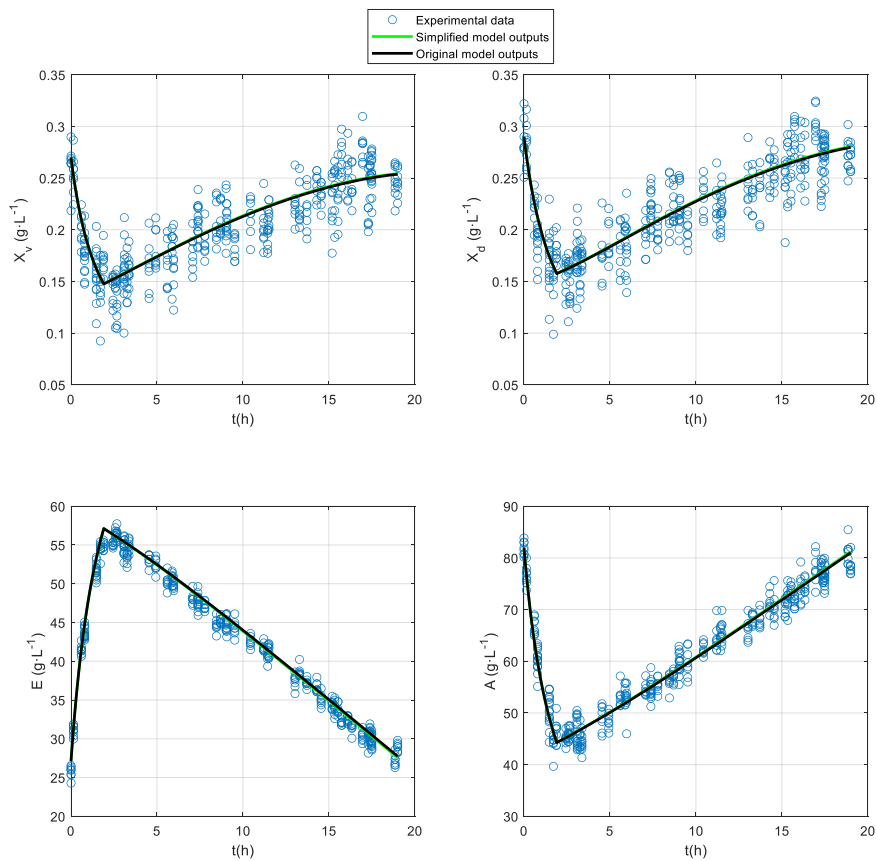 Experimental data
Simplified model outputs
Original model outputs
0.35
0.3
0.25
0.2
0.15
0.1
0.05
X_v (g·L^-1)
0 5 10 15 20
t(h)
0.35
0.3
0.25
0.2
0.15
0.1
0.05
X_d (g·L^-1)
0 5 10 15 20
t(h)
60
55
50
45
40
35
30
25
20
E (g·L^-1)
0 5 10 15 20
t(h)
90
80
70
60
50
40
30
A (g·L^-1)
0 5 10 15 20
t(h)